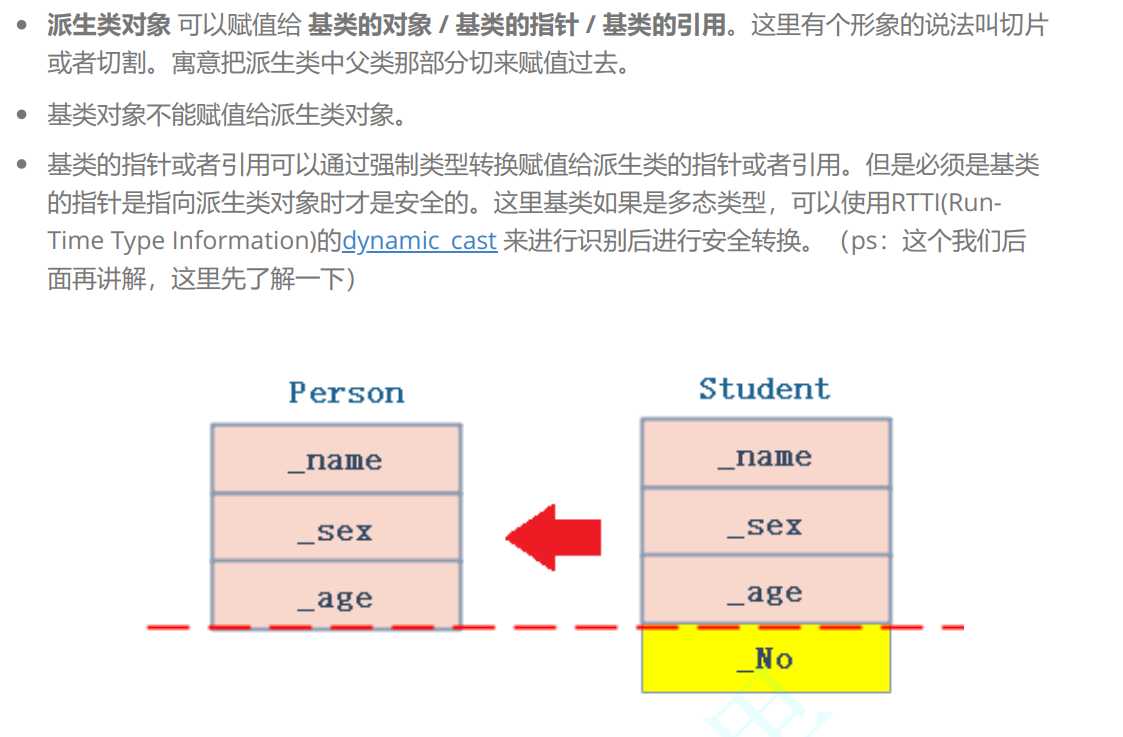 派生类对象 可以赋值给 基类的对象 / 基类的指针 / 基类的引用。这里有个形象的说法叫切片
或者切割。寓意把派生类中父类那部分切来赋值过去。
基类对象不能赋值给派生类对象。
基类的指针或者引用可以通过强制类型转换赋值给派生类的指针或者引用。但是必须是基类
的指针是指向派生类对象时才是安全的。这里基类如果是多态类型，可以使用RTTI(Run-
Time Type Information)的dynamic_cast 来进行识别后进行安全转换。（ps：这个我们后
面再讲解，这里先了解一下）
Person
_name
_sex
_age
Student
_name
_sex
_age
_No